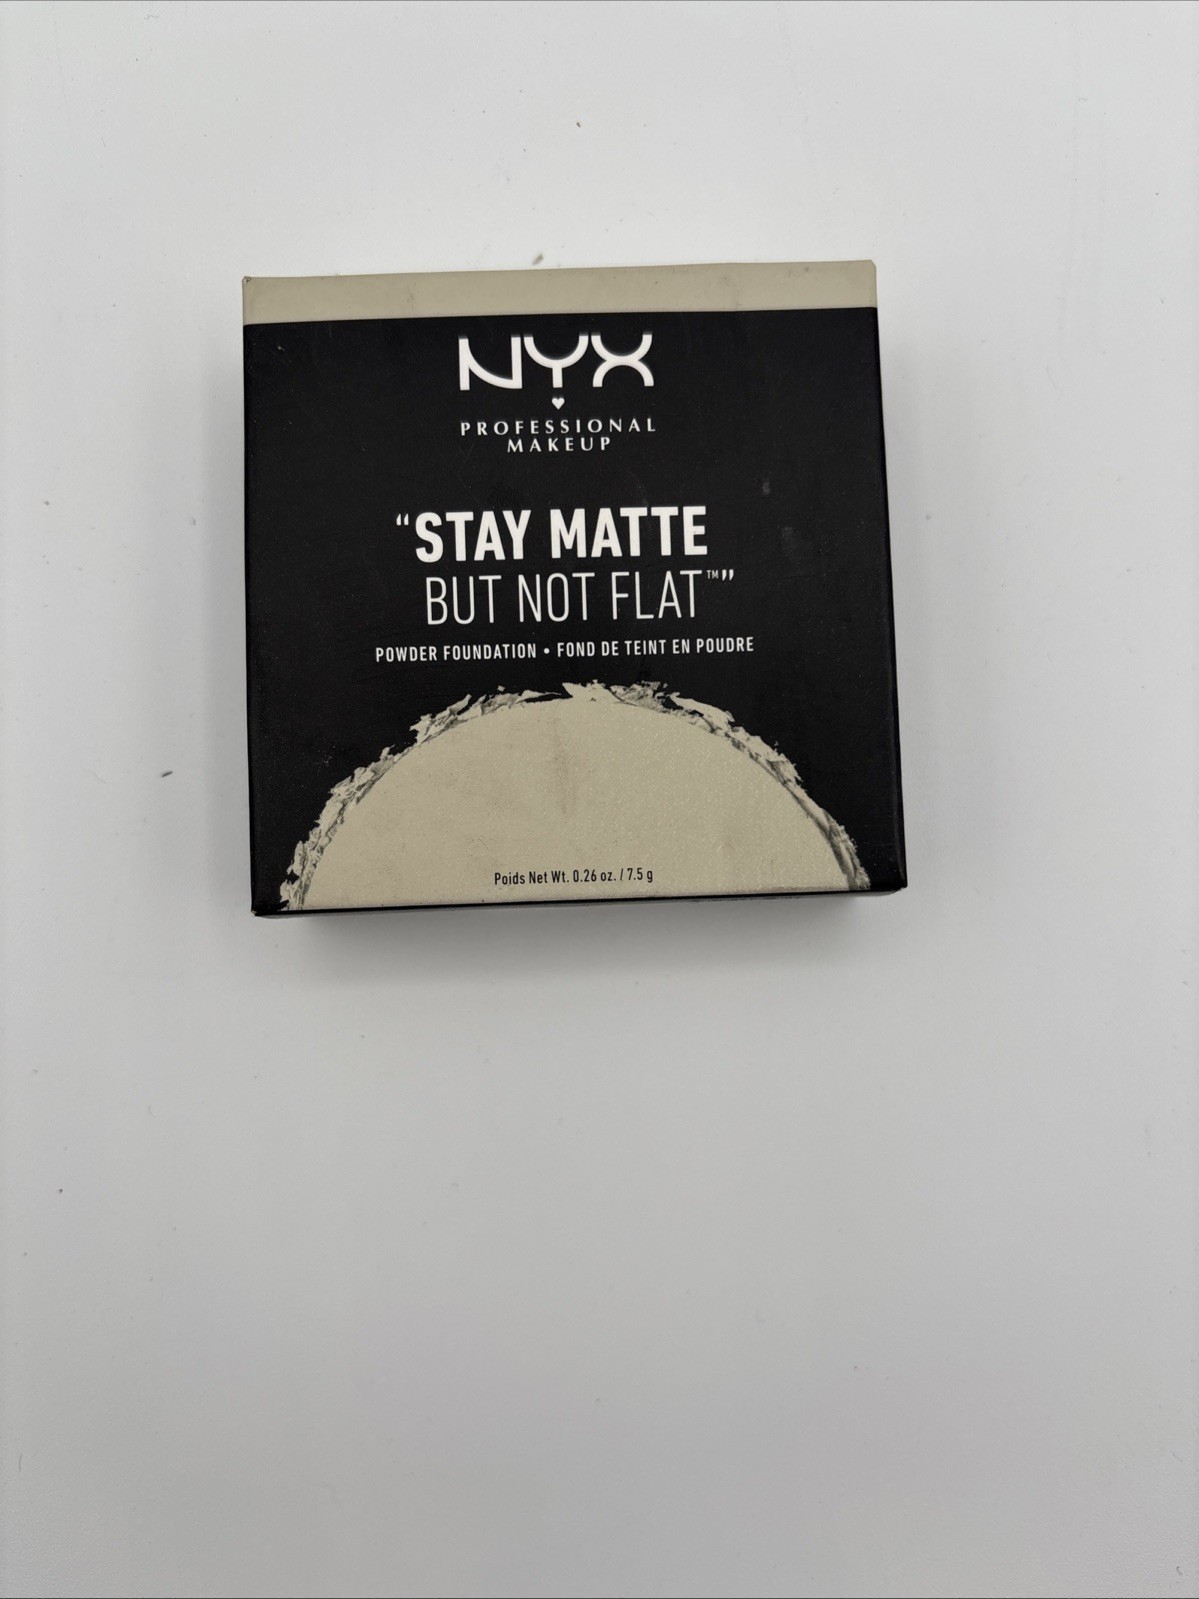 NYX
PROFESSIONAL
MAKEUP
“STAY MATTE
BUT NOT FLAT™”
POWDER FOUNDATION • FOND DE TEINT EN POUDRE
Poids Net Wt. 0.26 oz. / 7.5 g